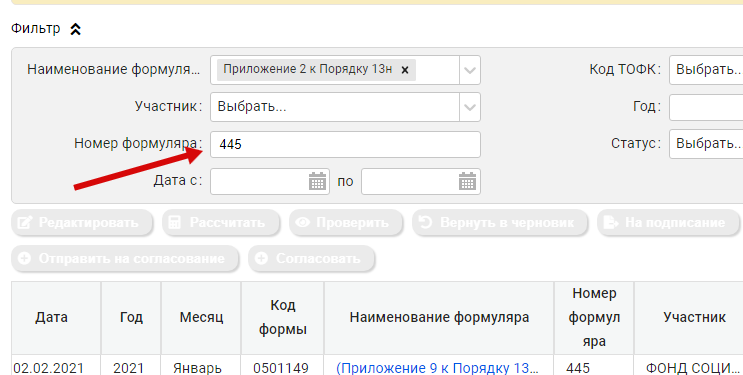 Фильтр
Наименование формуля... Приложение 2 к Порядку 13н x Код ТОФК: Выбрать..
Участник: Выбрать... Год:
Номер формуляра: 445 Статус: Выбрать..
Дата с: по
Редактировать Рассчитать Проверить Вернуть в черновик На подписание
Отправить на согласование Согласовать
Дата Год Месяц Код формы Наименование формуляра Номер формул яра Участник
02.02.2021 2021 Январь 0501149 (Приложение 9 к Порядку 13... 445 ФОНД СОЦИ...